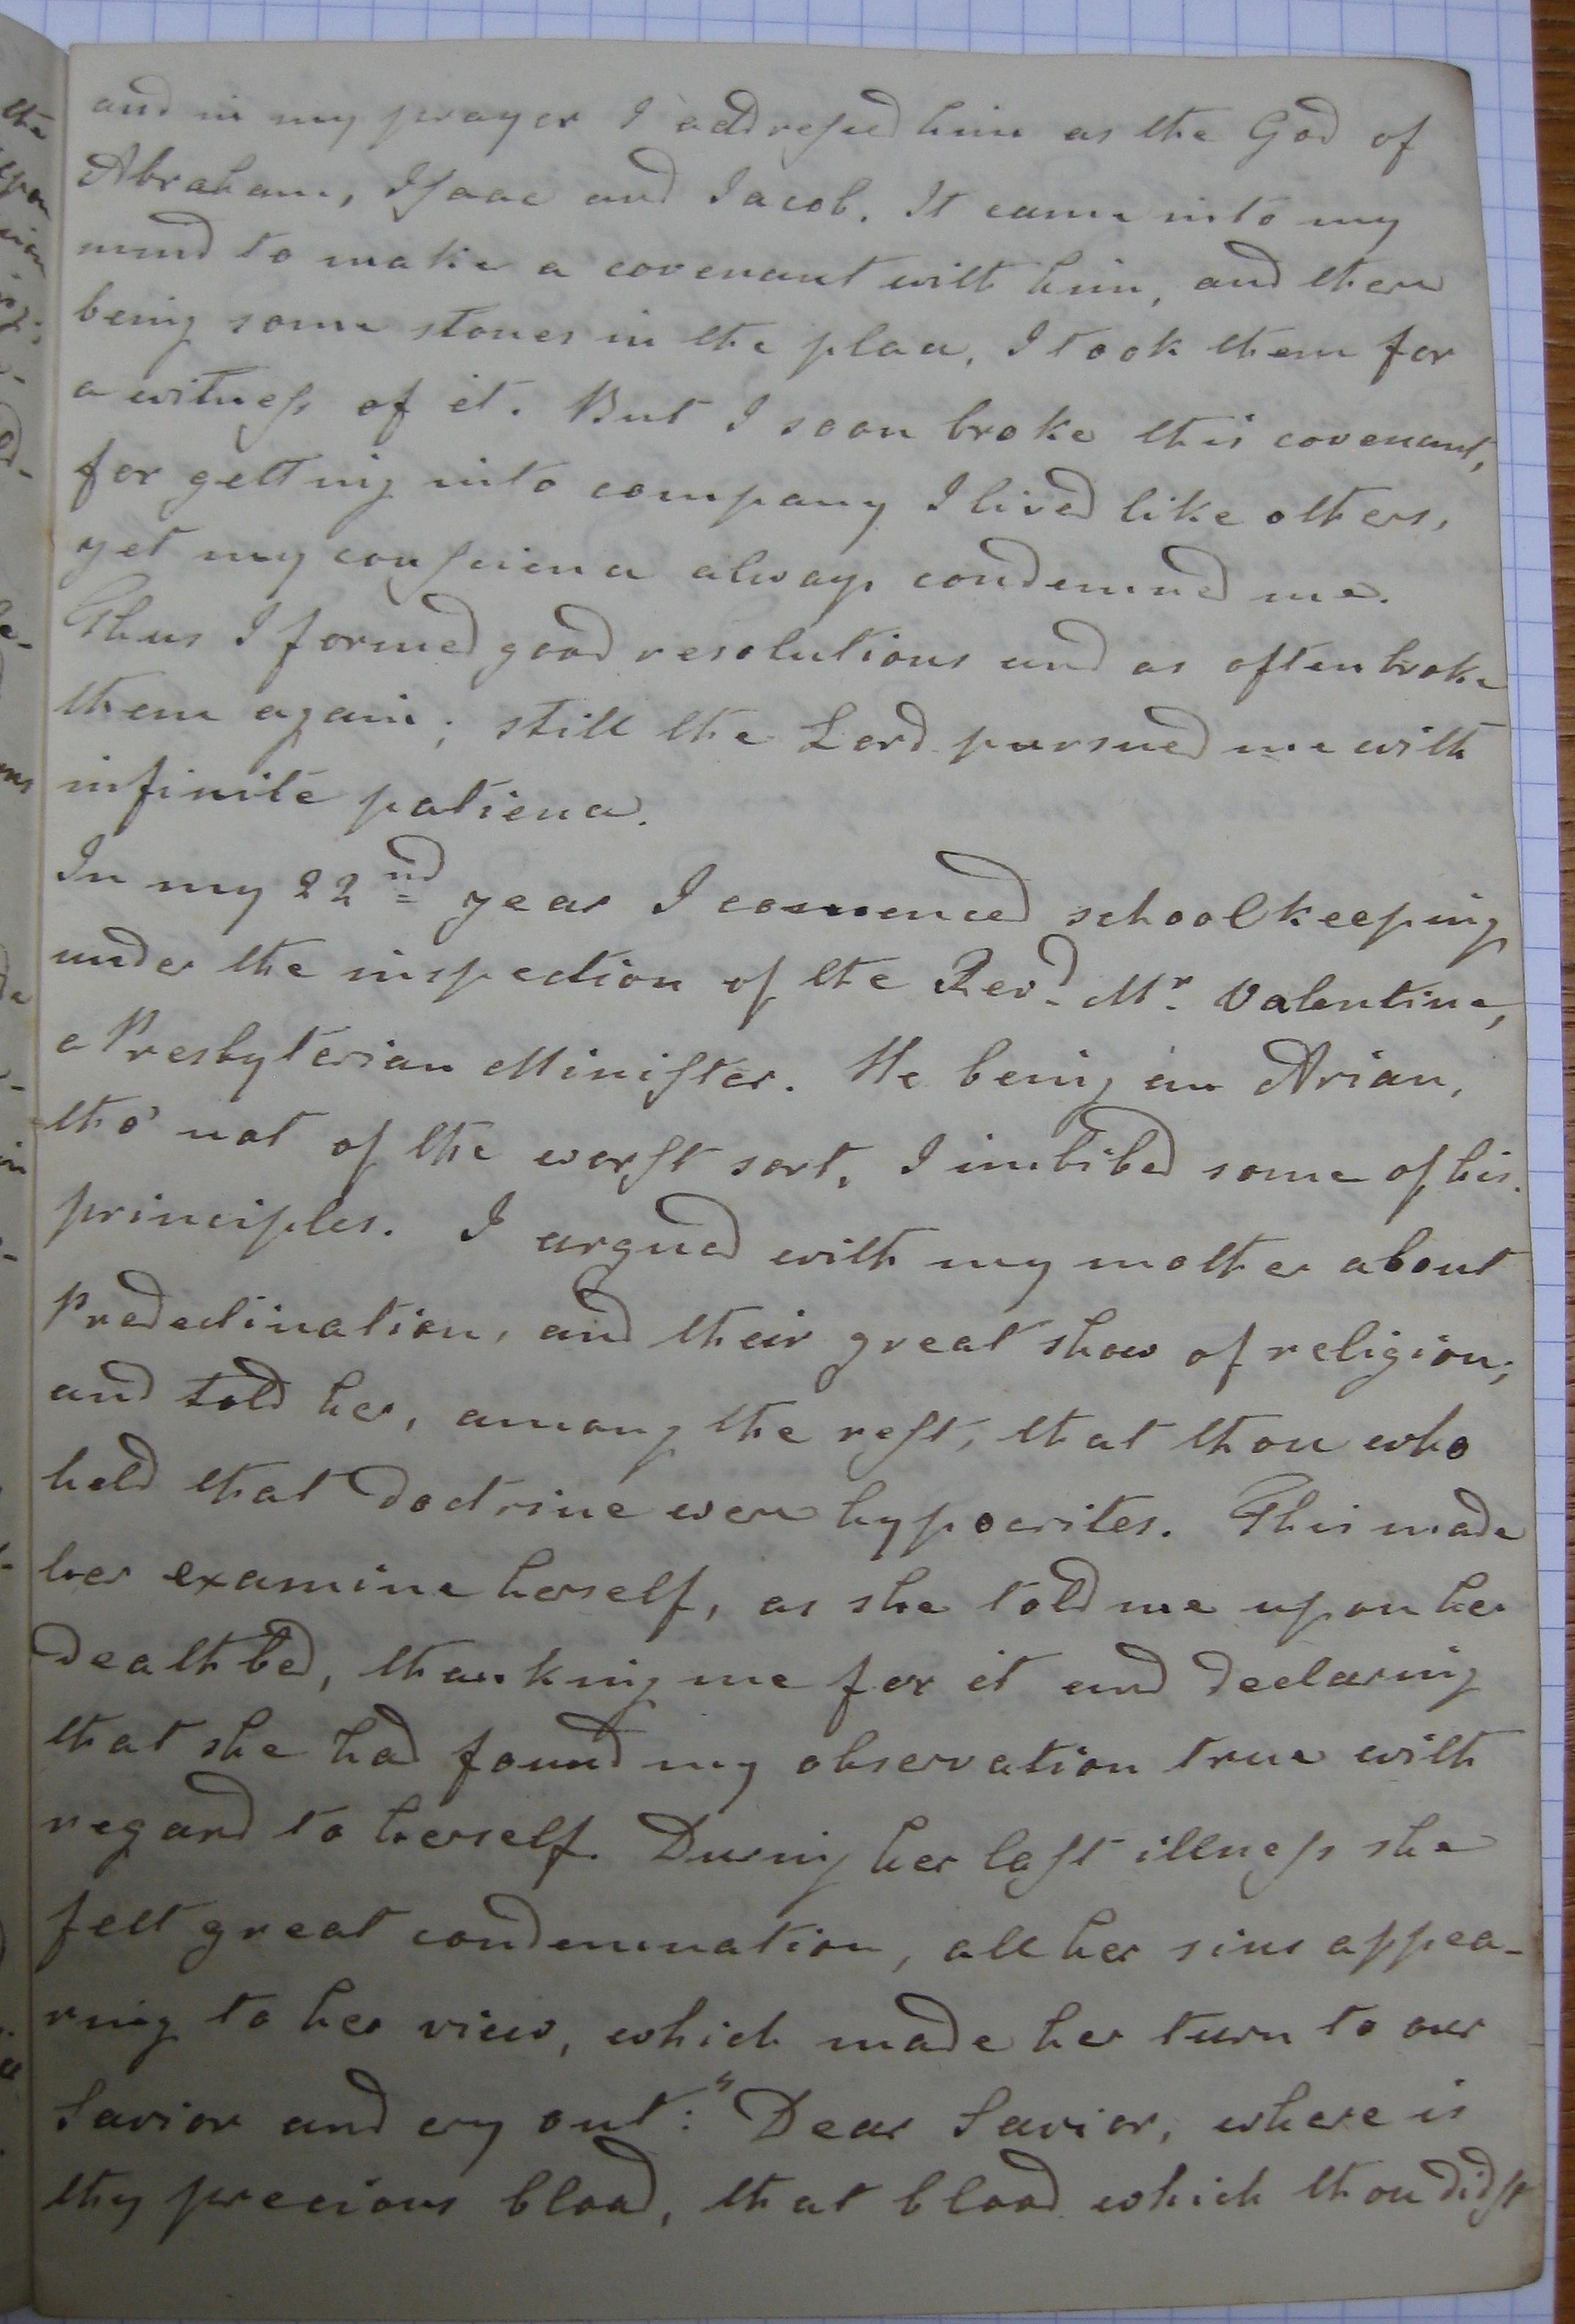 and in my prayer I addressed him as the God of
Abraham, Isaac and Jacob. It came into my
mind to make a covenant with him, and there
being some stones in the place, I took them for
a witness of it. But I soon broke this covenant,
for getting into company I lived like others,
yet my conscience always condemned me.
Thus I formed good resolutions and as often broke
them again; still the Lord pursued me with
infinite patience.
In my 22nd year I comenced schoolkeeping
under the inspection of the Revd. Mr. Valentine,
a Presbyterian Minister. He being an Arian,
tho' not of the worst sort, I imbibed some of his
principles. I argued with my mother about
Predestination, and their great show of religion;
and told her, among the rest, that those who
held that doctrine were hypocrites. This made
her examine herself, as she told me upon her
deathbed, thanking me for it and declaring
that she had found my observation true with
regard to herself. During her last illness she
felt great condemnation, all her sins appea-
ring to her view, which made her turn to our
Savior and cry out: "Dear Savior, where is
thy precious blood, that blood which thou didst